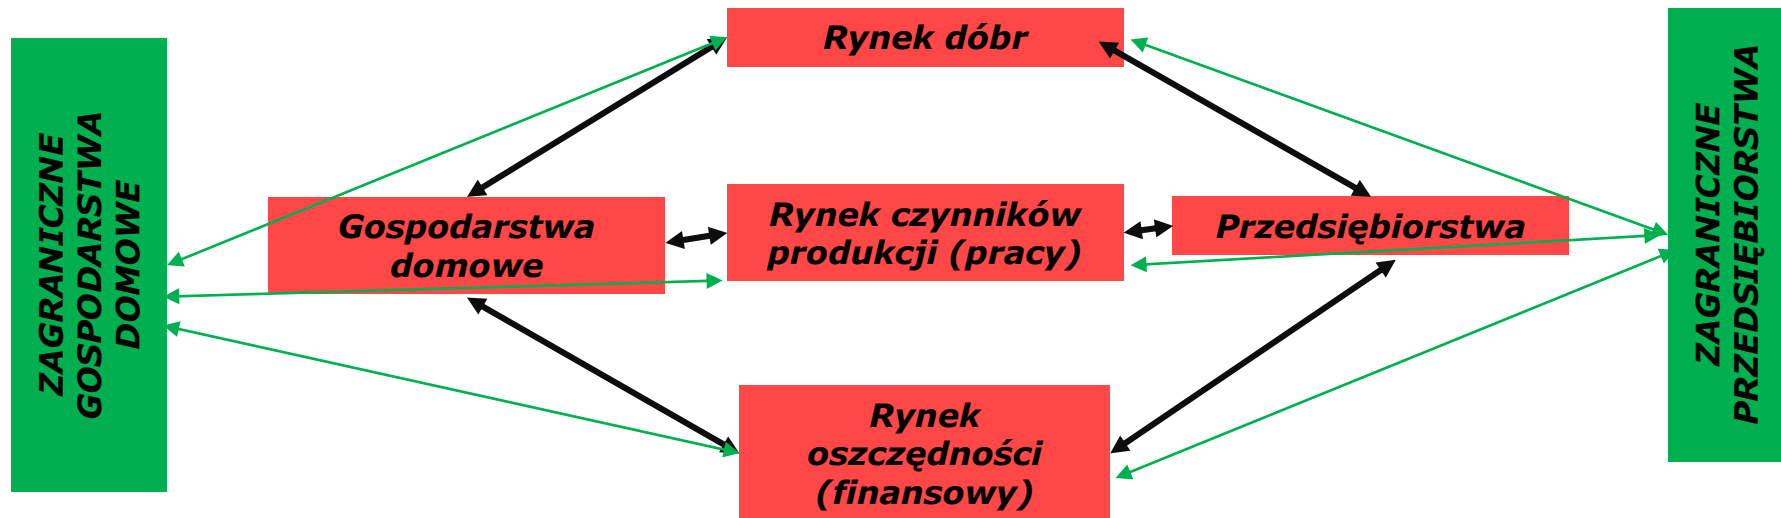 ZAGRANICZNE
GOSPODARSTWA
DOMOWE
Rynek dóbr
Gospodarstwa
domowe
Rynek czynników
produkcji (pracy)
Przedsiębiorstwa
Rynek
oszczędności
(finansowy)
ZAGRANICZNE
PRZEDSIĘBIORSTWA